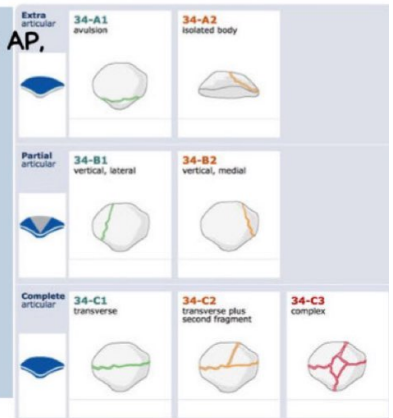 Extra
articular
AP,
34-A1
avulsion
34-A2
isolated body
Partial
articular
34-B1
vertical, lateral
34-B2
vertical, medial
Complete
articular
34-C1
transverse
34-C2
transverse plus
second fragment
34-C3
complex